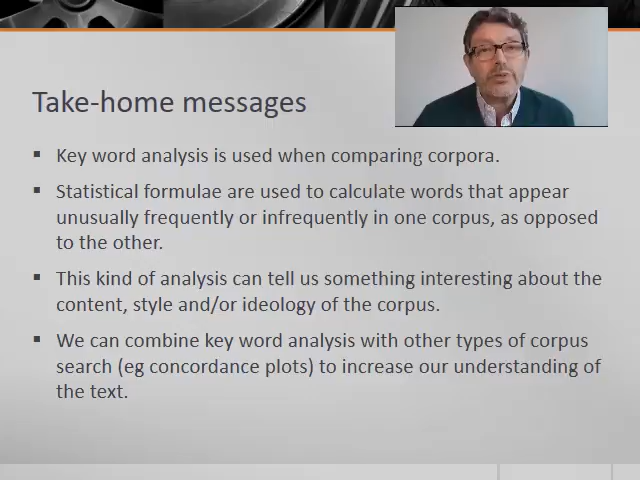 Take-home messages
Key word analysis is used when comparing corpora.
Statistical formulae are used to calculate words that appear
unusually frequently or infrequently in one corpus, as opposed
to the other.
This kind of analysis can tell us something interesting about the
content, style and/or ideology of the corpus.
We can combine key word analysis with other types of corpus
search (eg concordance plots) to increase our understanding of
the text.